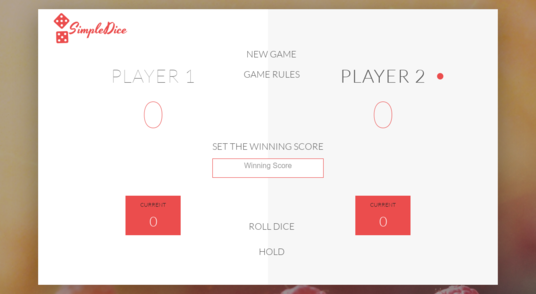 SimpleDice
NEW GAME
GAME RULES
PLAYER 1
PLAYER 2
0
0
SET THE WINNING SCORE
Winning Score
CURRENT
0
CURRENT
0
ROLL DICE
HOLD